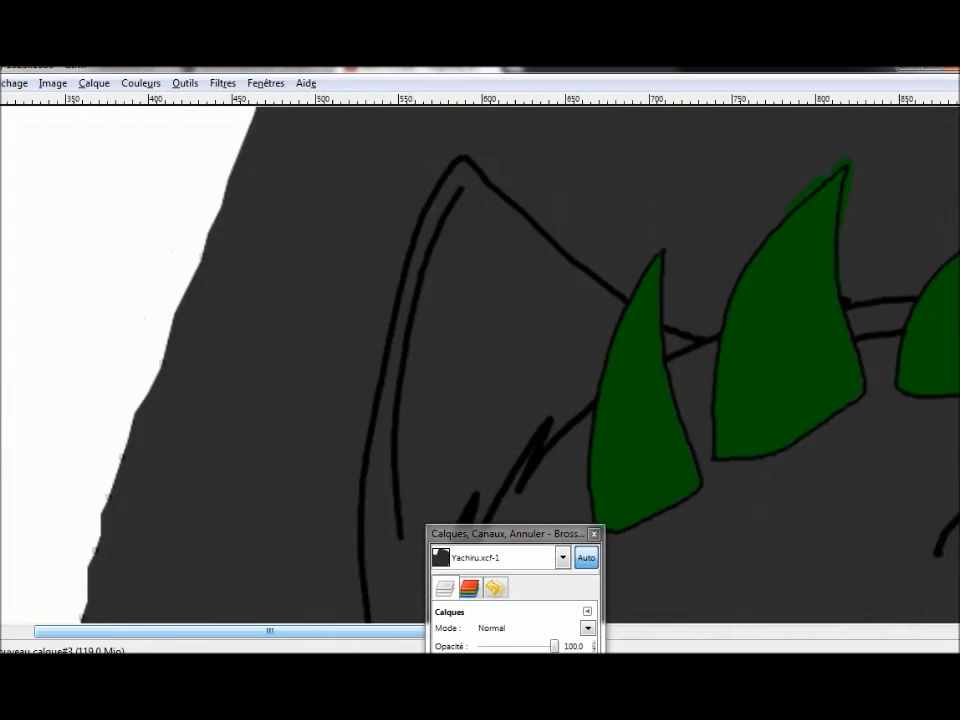 chage Image Calque Couleurs Outils Filtres Fenêtres Aide
350 400 450 500 550 600 650 700 750 800 850
Calques, Canaux, Annuler - Bross...
Yachiru.xcf-1
Auto
Calques
Mode : Normal
Opacité : 100,0
ouveau calque#3 (119,0 Mio)